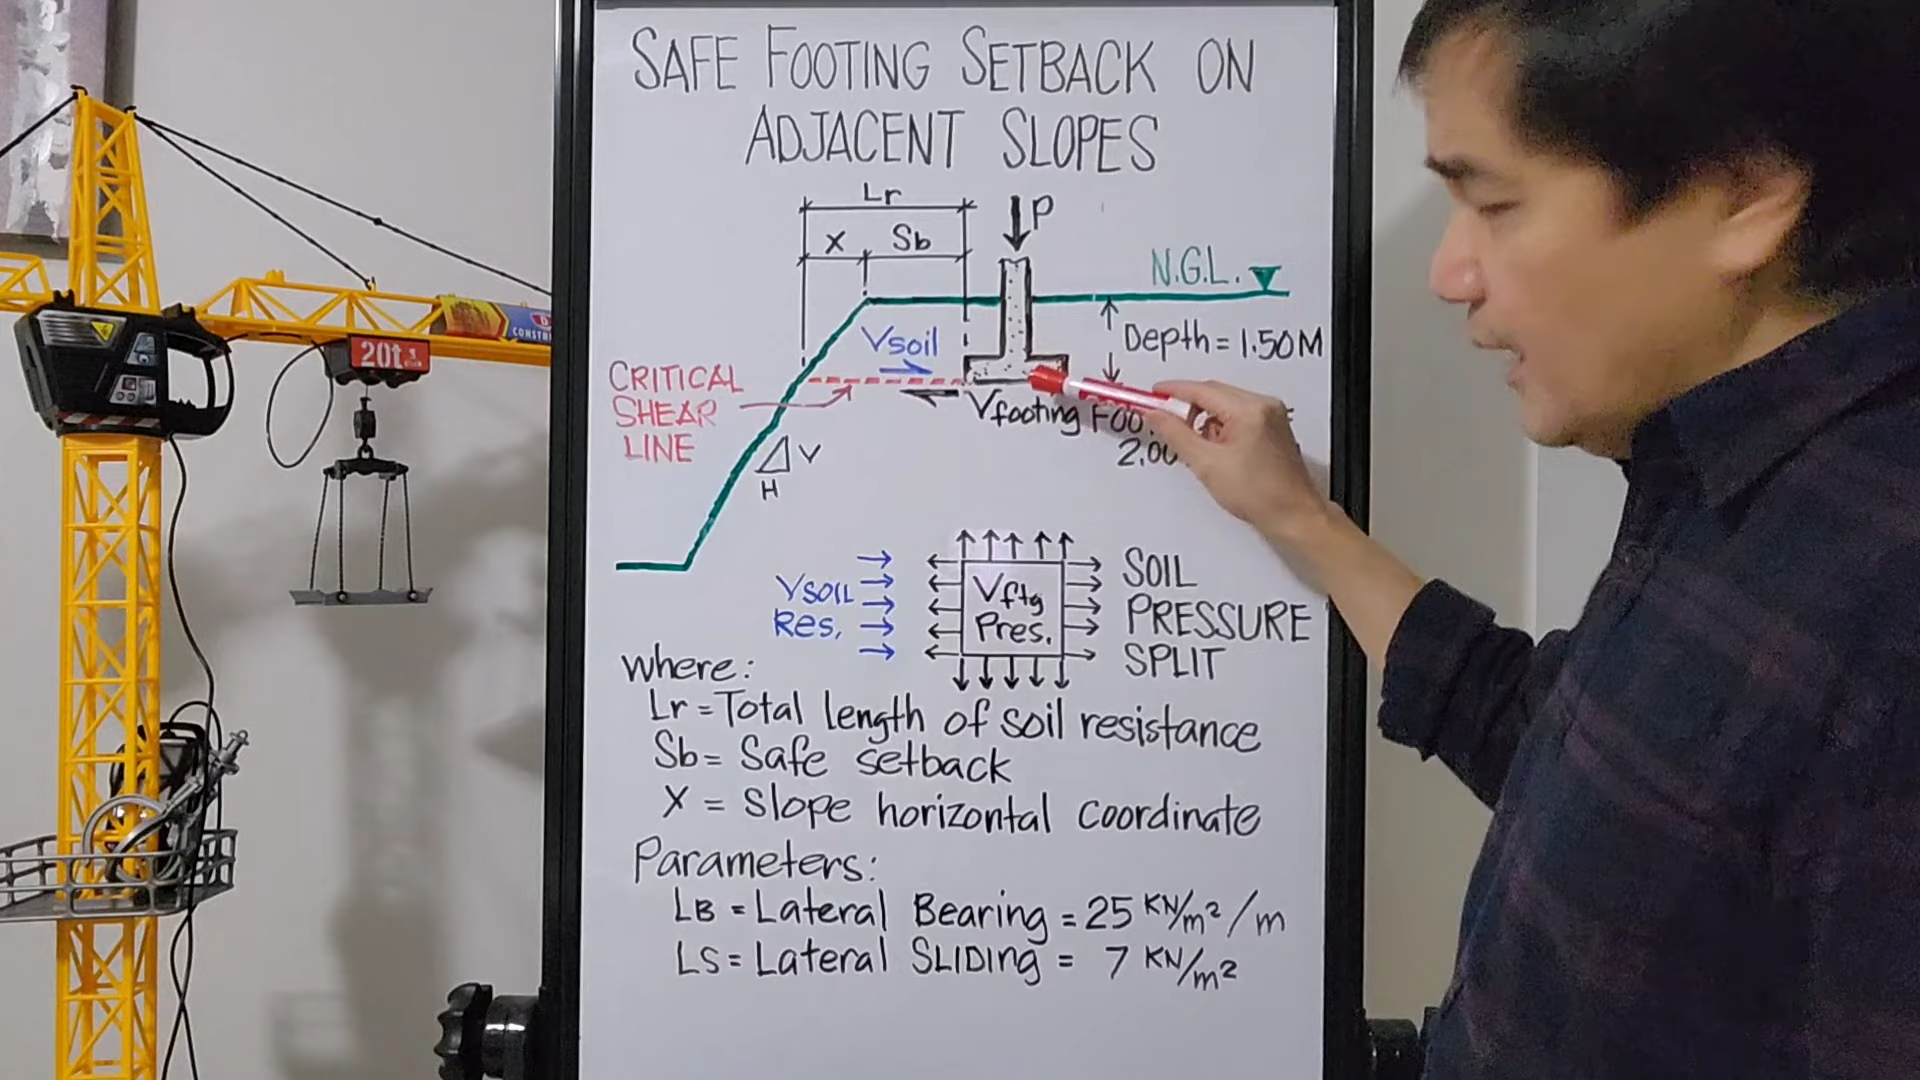 SAFE FOOTING SETBACK ON
ADJACENT SLOPES
Lr
X
Sb
P
N.G.L.
Depth = 1.50M
Vsoil
CRITICAL
SHEAR
LINE
Vfooting
V
H
20t
VSOIL
Res.
Vftg
Pres.
SOIL
PRESSURE
SPLIT
where:
Lr = Total length of soil resistance
Sb = Safe setback
X = Slope horizontal coordinate
Parameters:
LB = Lateral Bearing = 25 KN/m²/m
LS = Lateral SLIDING = 7 KN/m²